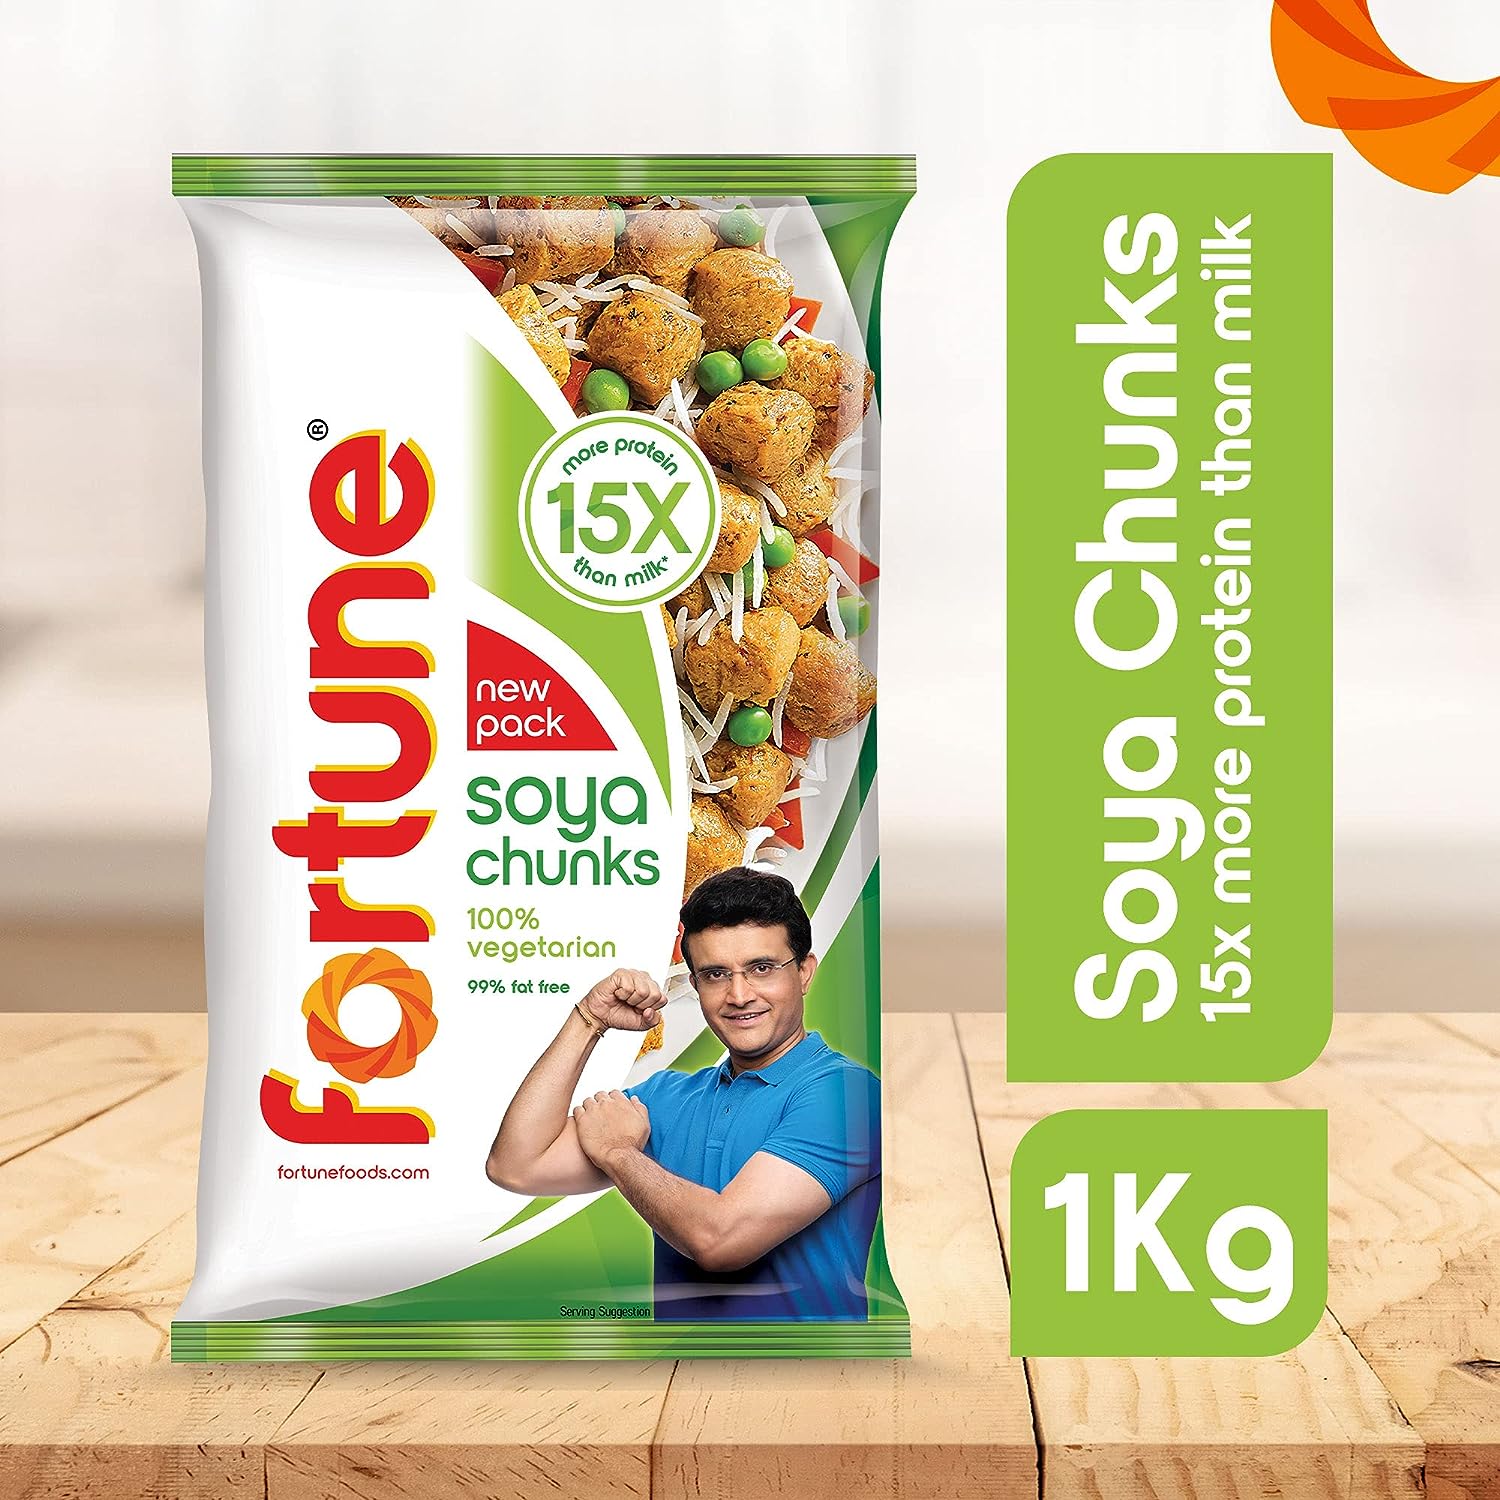 fortune®
fortunefoods.com
more protein
15X
than milk*
new
pack
soya
chunks
100%
vegetarian
99% fat free
Serving Suggestion
Soya Chunks
15x more protein than milk
1Kg